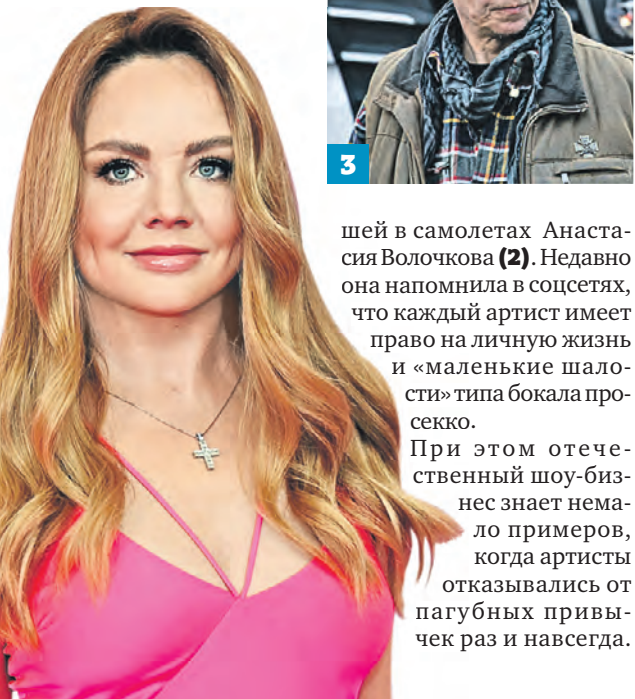 3
шей в самолетах Анаста-
сия Волочкова (2). Недавно
она напомнила в соцсетях,
что каждый артист имеет
право на личную жизнь
и «маленькие шало-
сти» типа бокала про-
секко.
При этом отече-
ственный шоу-биз-
нес знает нема-
ло примеров,
когда артисты
отказывались от
пагубных привы-
чек раз и навсегда.